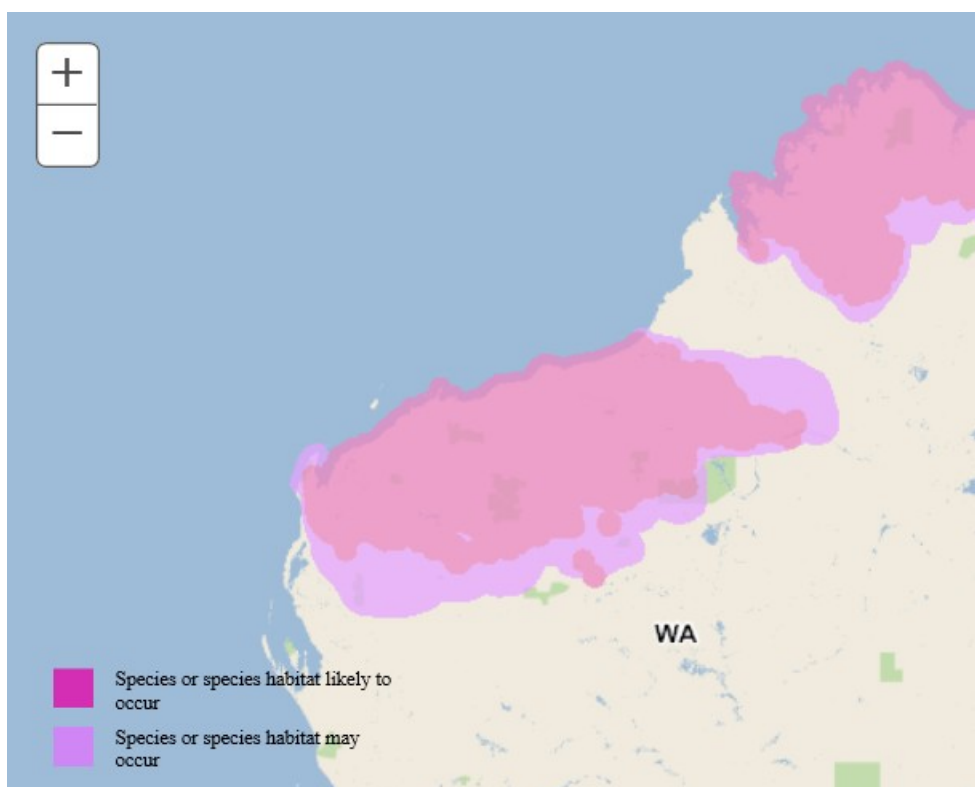 +
−
WA
Species or species habitat likely to
occur
Species or species habitat may
occur